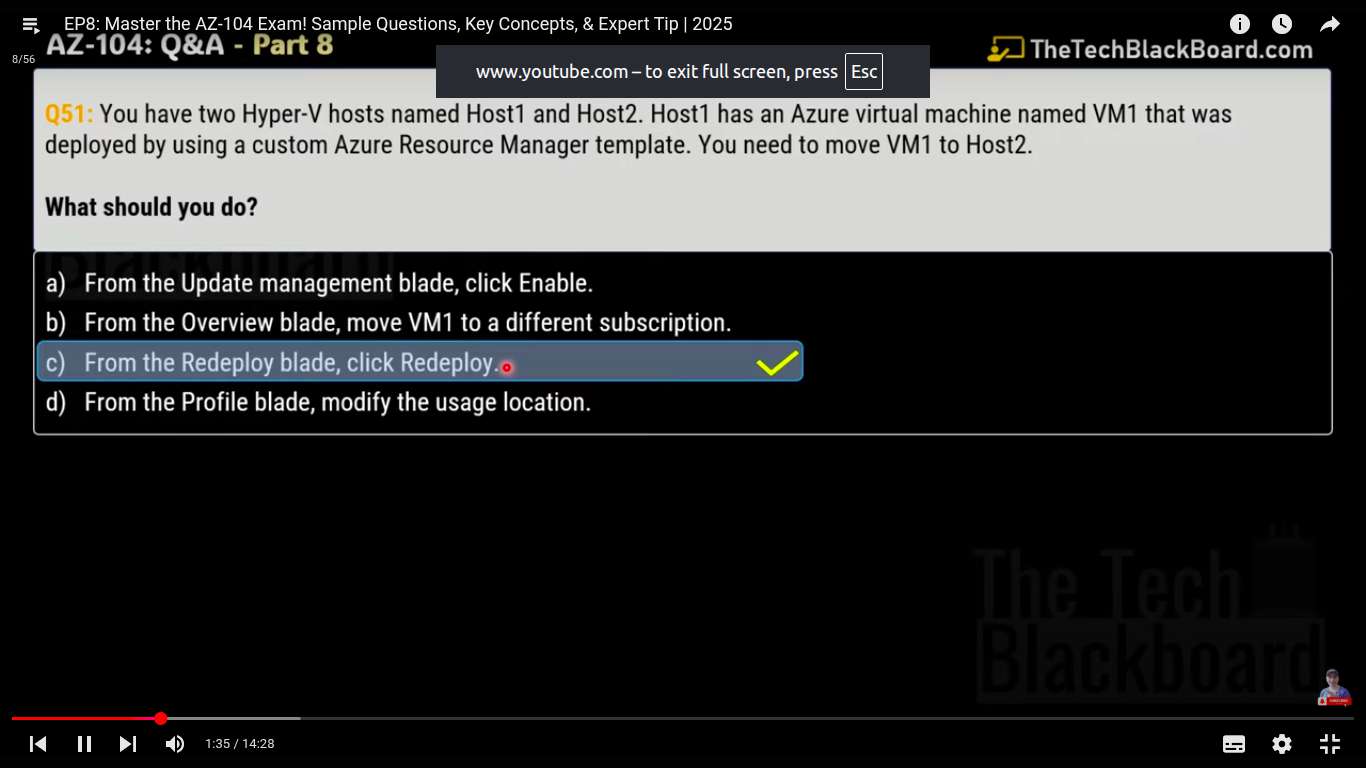 EP8: Master the AZ-104 Exam! Sample Questions, Key Concepts, & Expert Tip | 2025
8/56
AZ-104: Q&A - Part 8
TheTechBlackBoard.com
www.youtube.com – to exit full screen, press Esc
Q51: You have two Hyper-V hosts named Host1 and Host2. Host1 has an Azure virtual machine named VM1 that was
deployed by using a custom Azure Resource Manager template. You need to move VM1 to Host2.
What should you do?
a) From the Update management blade, click Enable.
b) From the Overview blade, move VM1 to a different subscription.
c) From the Redeploy blade, click Redeploy.
d) From the Profile blade, modify the usage location.
The Tech
Blackboard
1:35 / 14:28